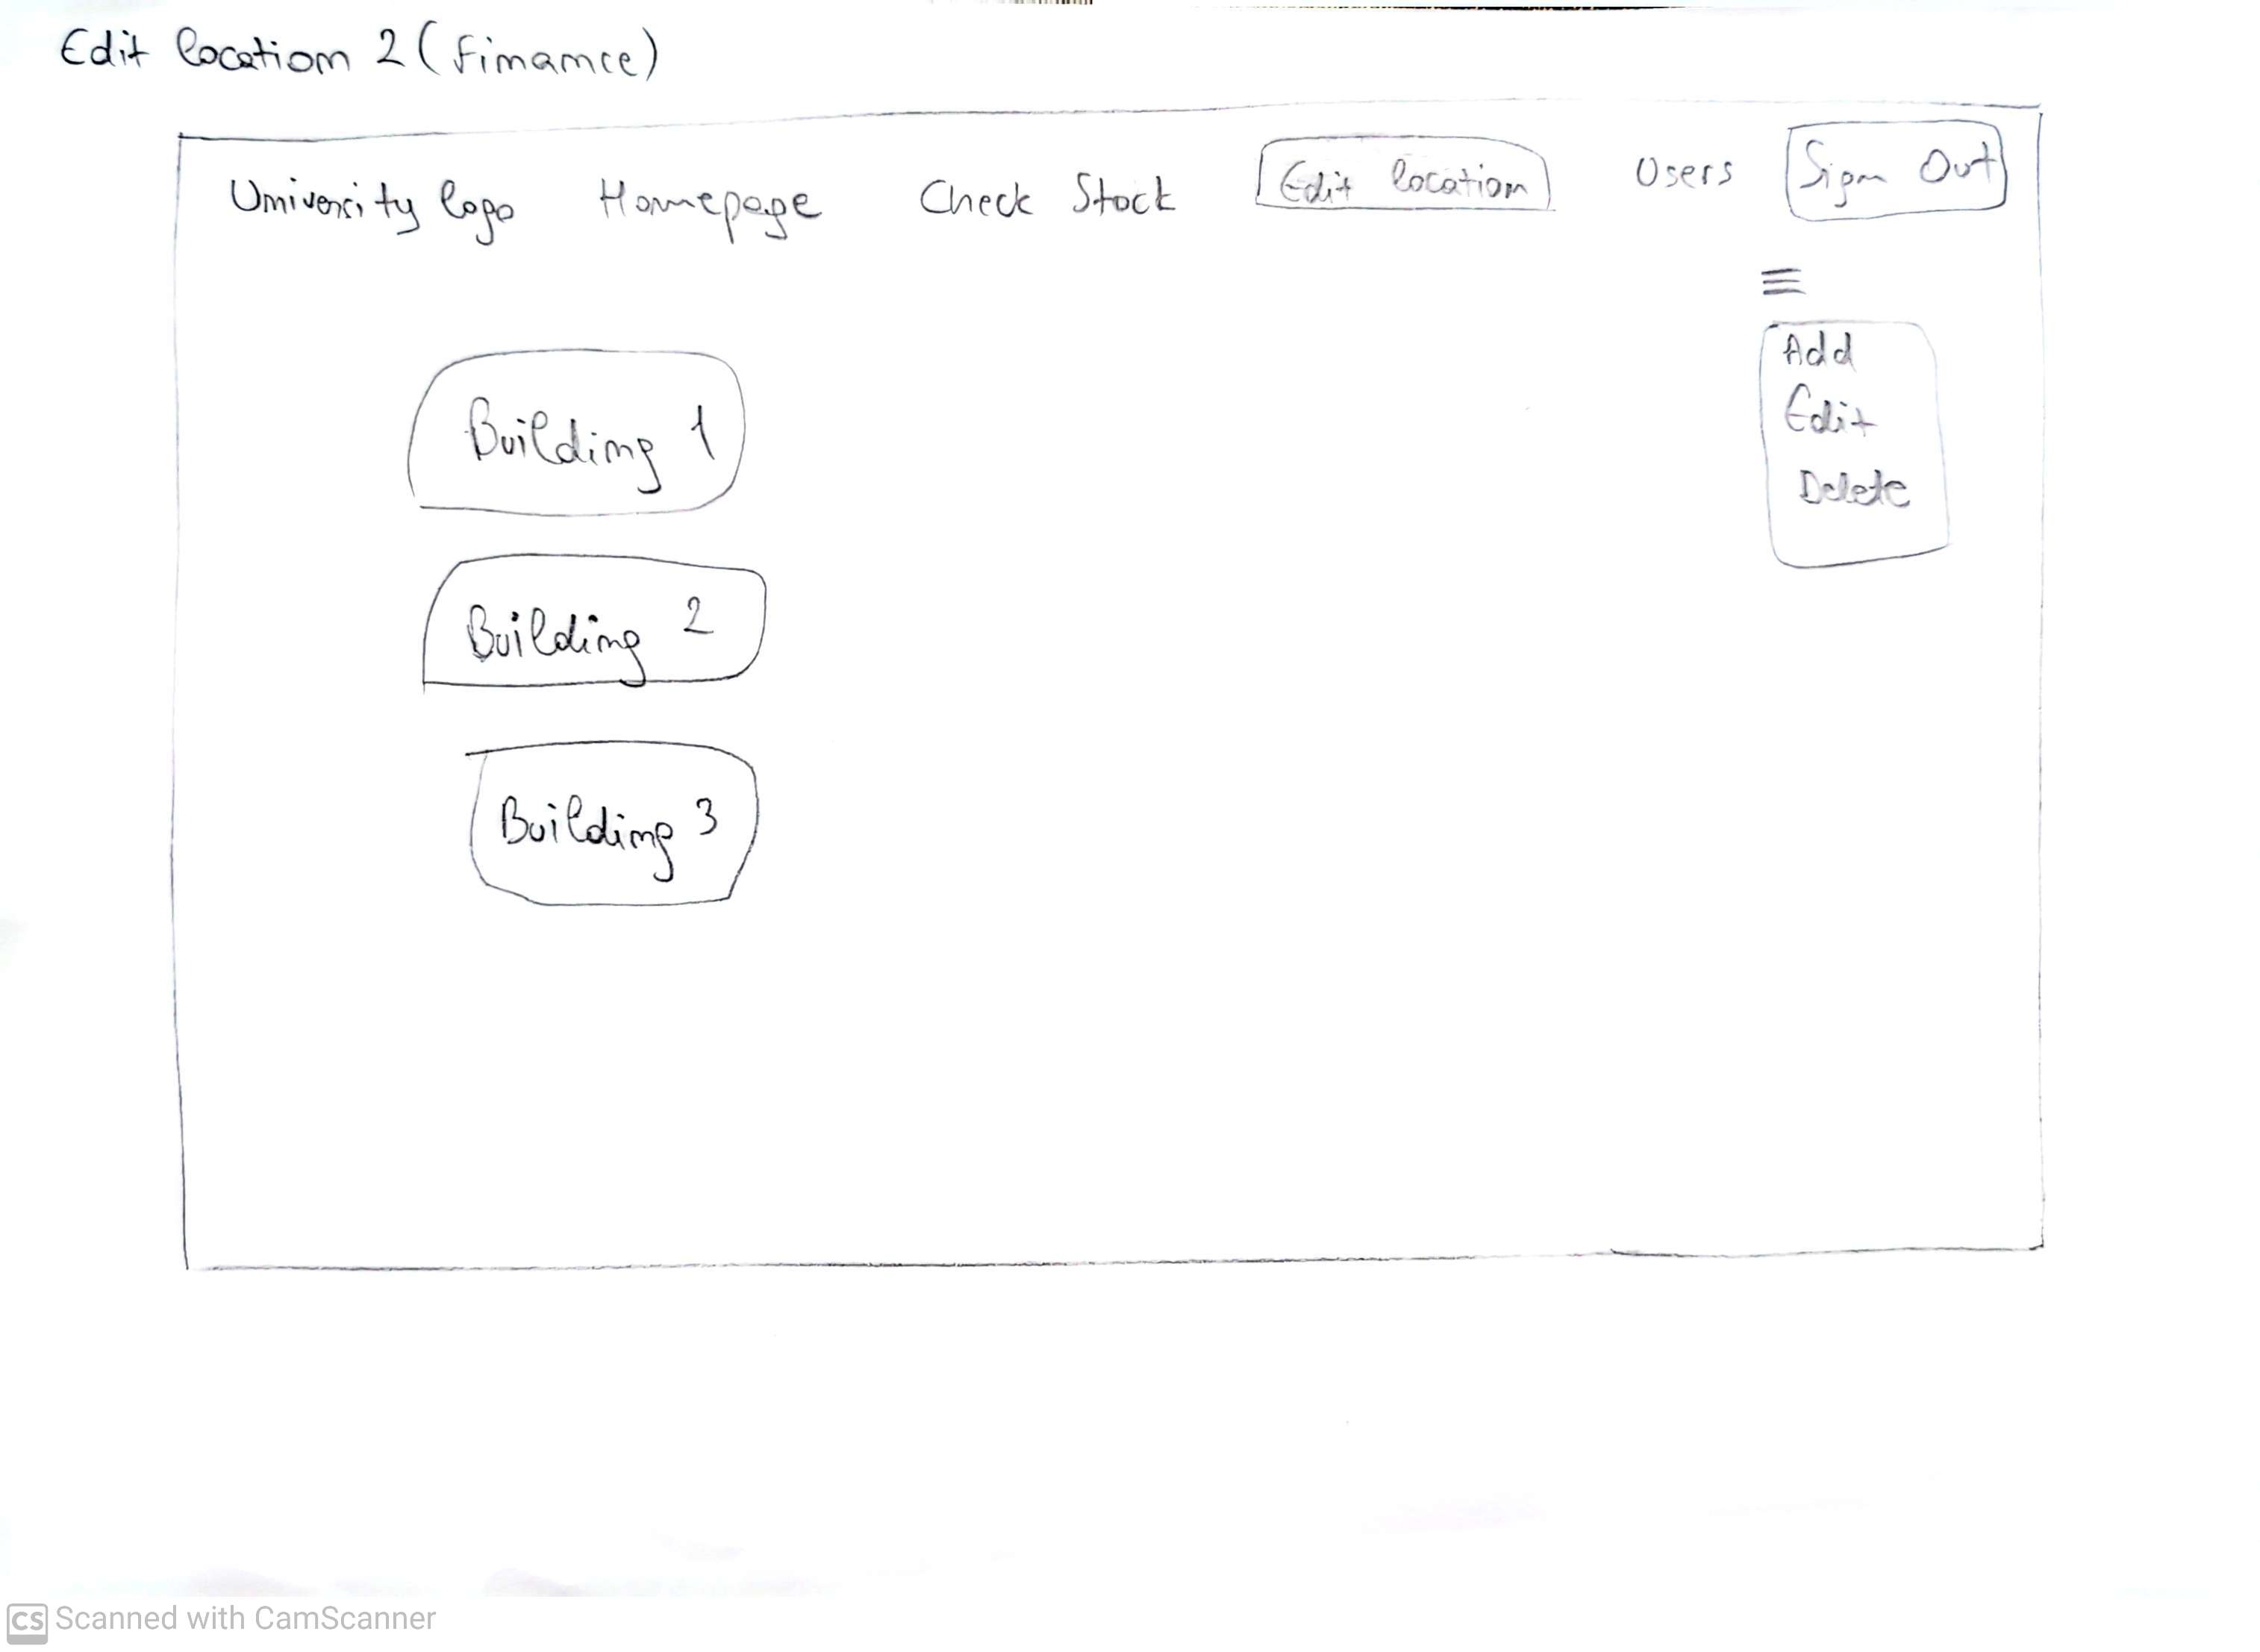 Edit location 2 (Finance)
University logo Homepage Check Stock Edit location Users Sign Out
Add
Edit
Delete
Building 1
Building 2
Building 3
CS Scanned with CamScanner